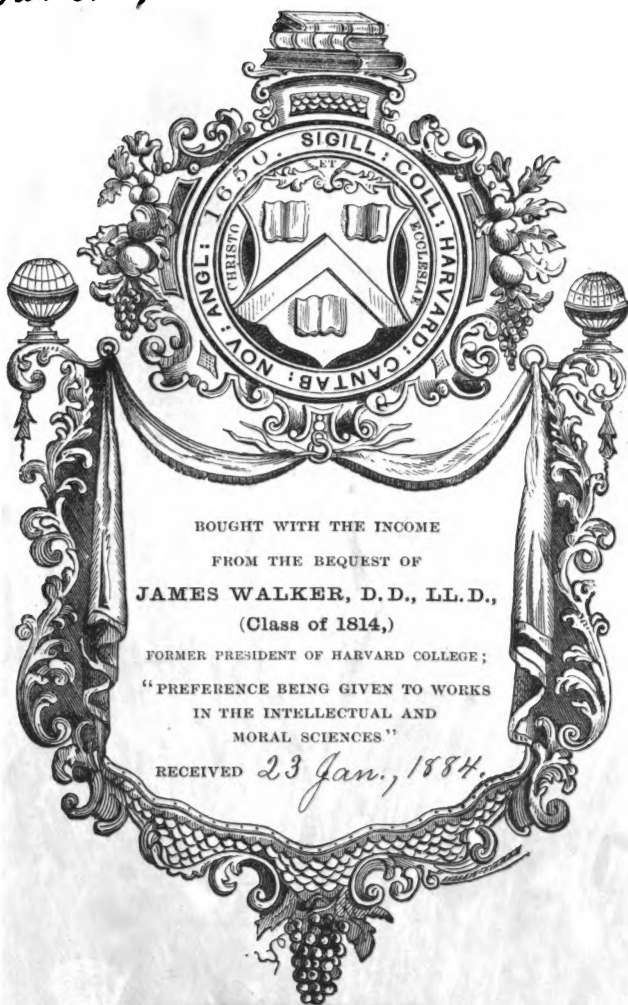 SIGILL: COLL: HARVARD: CANTAB: NOV: ANGL: 1650.
CHRISTO
ET
ECCLESIAE
BOUGHT WITH THE INCOME
FROM THE BEQUEST OF
JAMES WALKER, D.D., LL.D.,
(Class of 1814,)
FORMER PRESIDENT OF HARVARD COLLEGE;
"PREFERENCE BEING GIVEN TO WORKS
IN THE INTELLECTUAL AND
MORAL SCIENCES."
RECEIVED 23 Jan., 1884.